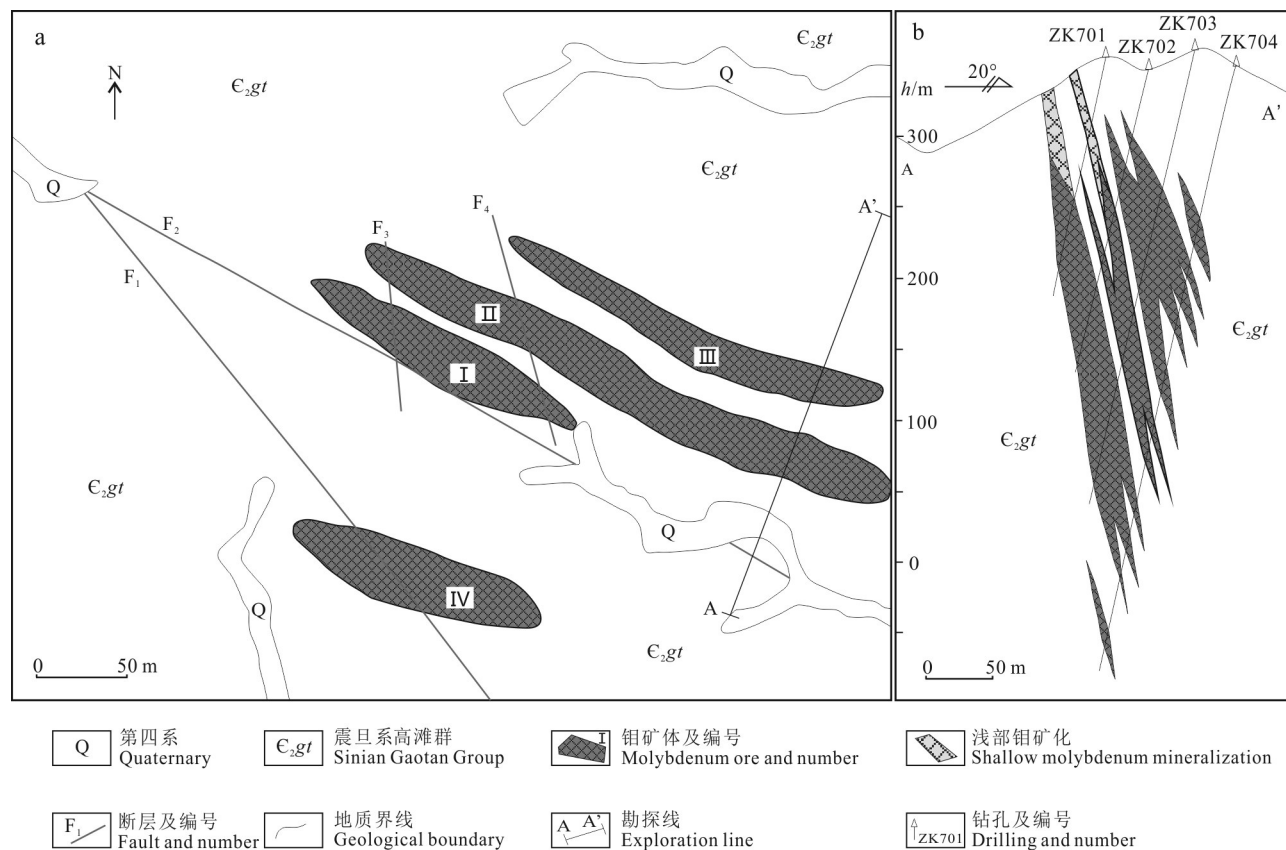 a
Є₂gt
N
Є₂gt
Q
Є₂gt
Q
F₂
F₁
F₃
F₄
A'
II
III
I
Є₂gt
Q
IV
Q
A
Є₂gt
0 50 m
b
ZK701
ZK702
ZK703
ZK704
20°
h/m
A'
300
A
200
Є₂gt
100
Є₂gt
0
0 50 m
Q 第四系
Quaternary
Є₂gt 震旦系高滩群
Sinian Gaotan Group
I 钼矿体及编号
Molybdenum ore and number
浅部钼矿化
Shallow molybdenum mineralization
F₁ 断层及编号
Fault and number
地质界线
Geological boundary
A A' 勘探线
Exploration line
ZK701 钻孔及编号
Drilling and number